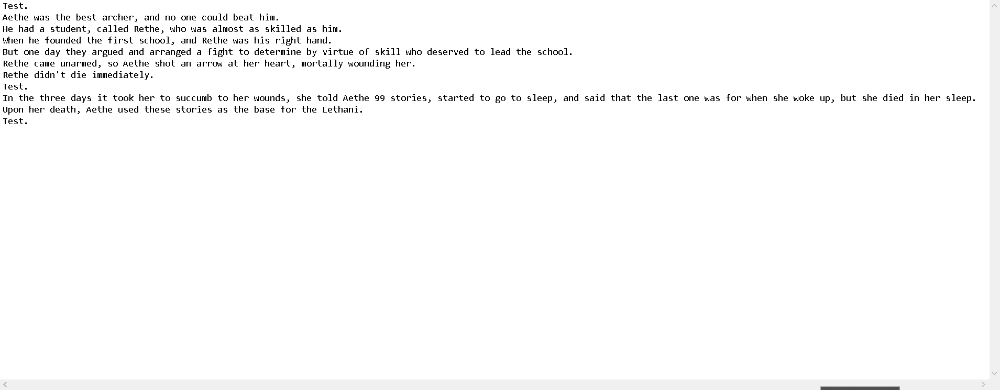 Test.
Aethe was the best archer, and no one could beat him.
He had a student, called Rethe, who was almost as skilled as him.
When he founded the first school, and Rethe was his right hand.
But one day they argued and arranged a fight to determine by virtue of skill who deserved to lead the school.
Rethe came unarmed, so Aethe shot an arrow at her heart, mortally wounding her.
Rethe didn't die immediately.
Test.
In the three days it took her to succumb to her wounds, she told Aethe 99 stories, started to go to sleep, and said that the last one was for when she woke up, but she died in her sleep.
Upon her death, Aethe used these stories as the base for the Lethani.
Test.